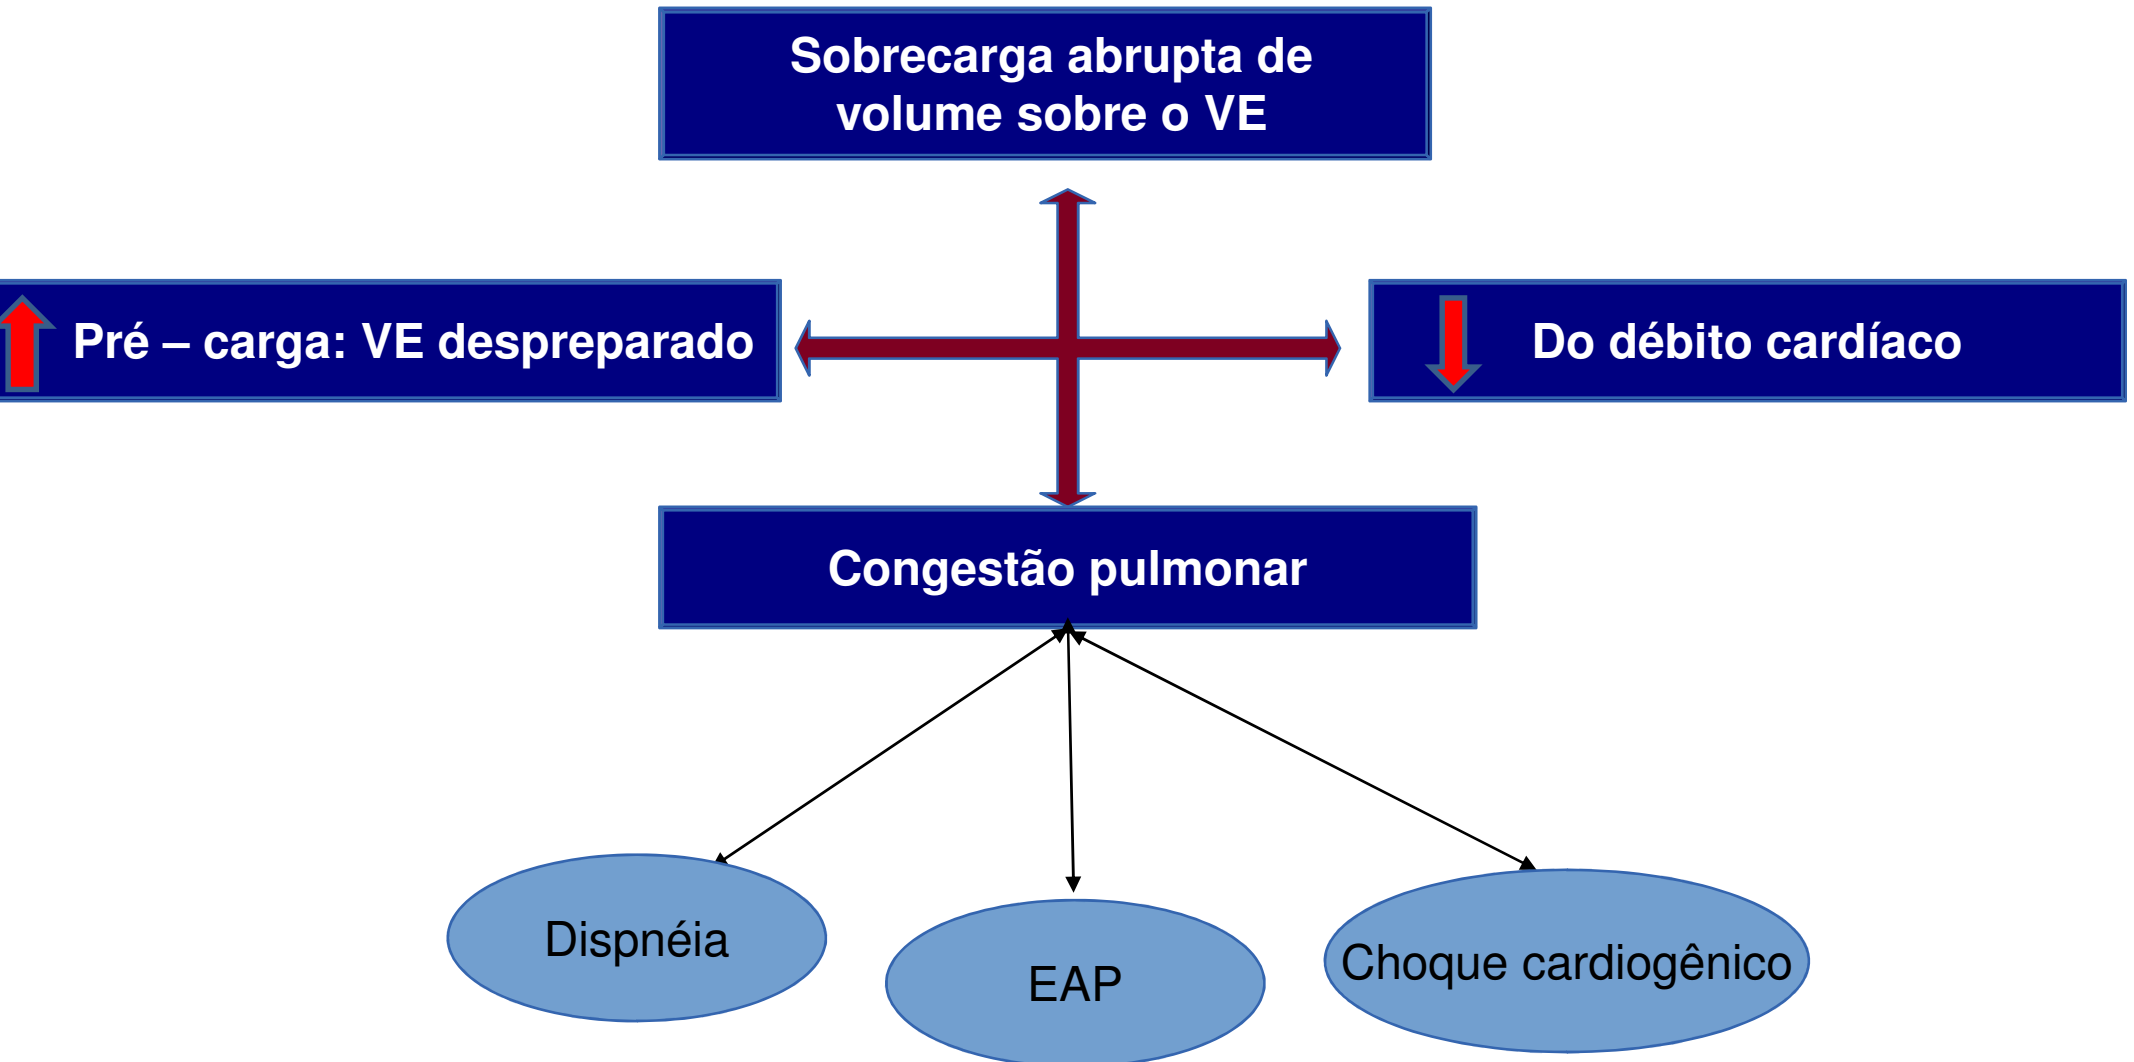 Sobrecarga abrupta de
volume sobre o VE
Pré – carga: VE despreparado
Do débito cardíaco
Congestão pulmonar
Dispnéia
EAP
Choque cardiogênico